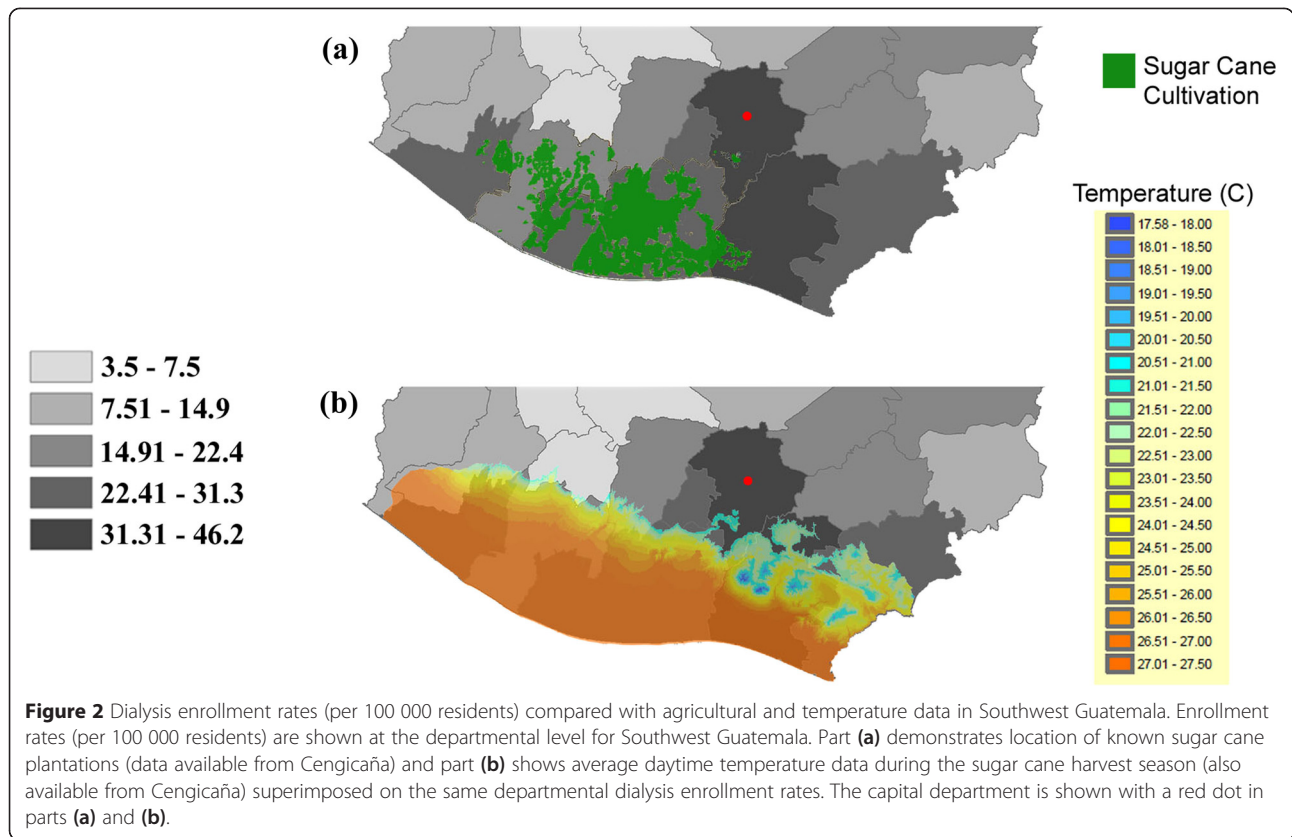 (a)
Sugar Cane
Cultivation
Temperature (C)
17.58 - 18.00
18.01 - 18.50
18.51 - 19.00
19.01 - 19.50
19.51 - 20.00
20.01 - 20.50
20.51 - 21.00
21.01 - 21.50
21.51 - 22.00
22.01 - 22.50
22.51 - 23.00
23.01 - 23.50
23.51 - 24.00
24.01 - 24.50
24.51 - 25.00
25.01 - 25.50
25.51 - 26.00
26.01 - 26.50
26.51 - 27.00
27.01 - 27.50
3.5 - 7.5
7.51 - 14.9
14.91 - 22.4
22.41 - 31.3
31.31 - 46.2
(b)
Figure 2 Dialysis enrollment rates (per 100 000 residents) compared with agricultural and temperature data in Southwest Guatemala. Enrollment
rates (per 100 000 residents) are shown at the departmental level for Southwest Guatemala. Part (a) demonstrates location of known sugar cane
plantations (data available from Cengicaña) and part (b) shows average daytime temperature data during the sugar cane harvest season (also
available from Cengicaña) superimposed on the same departmental dialysis enrollment rates. The capital department is shown with a red dot in
parts (a) and (b).